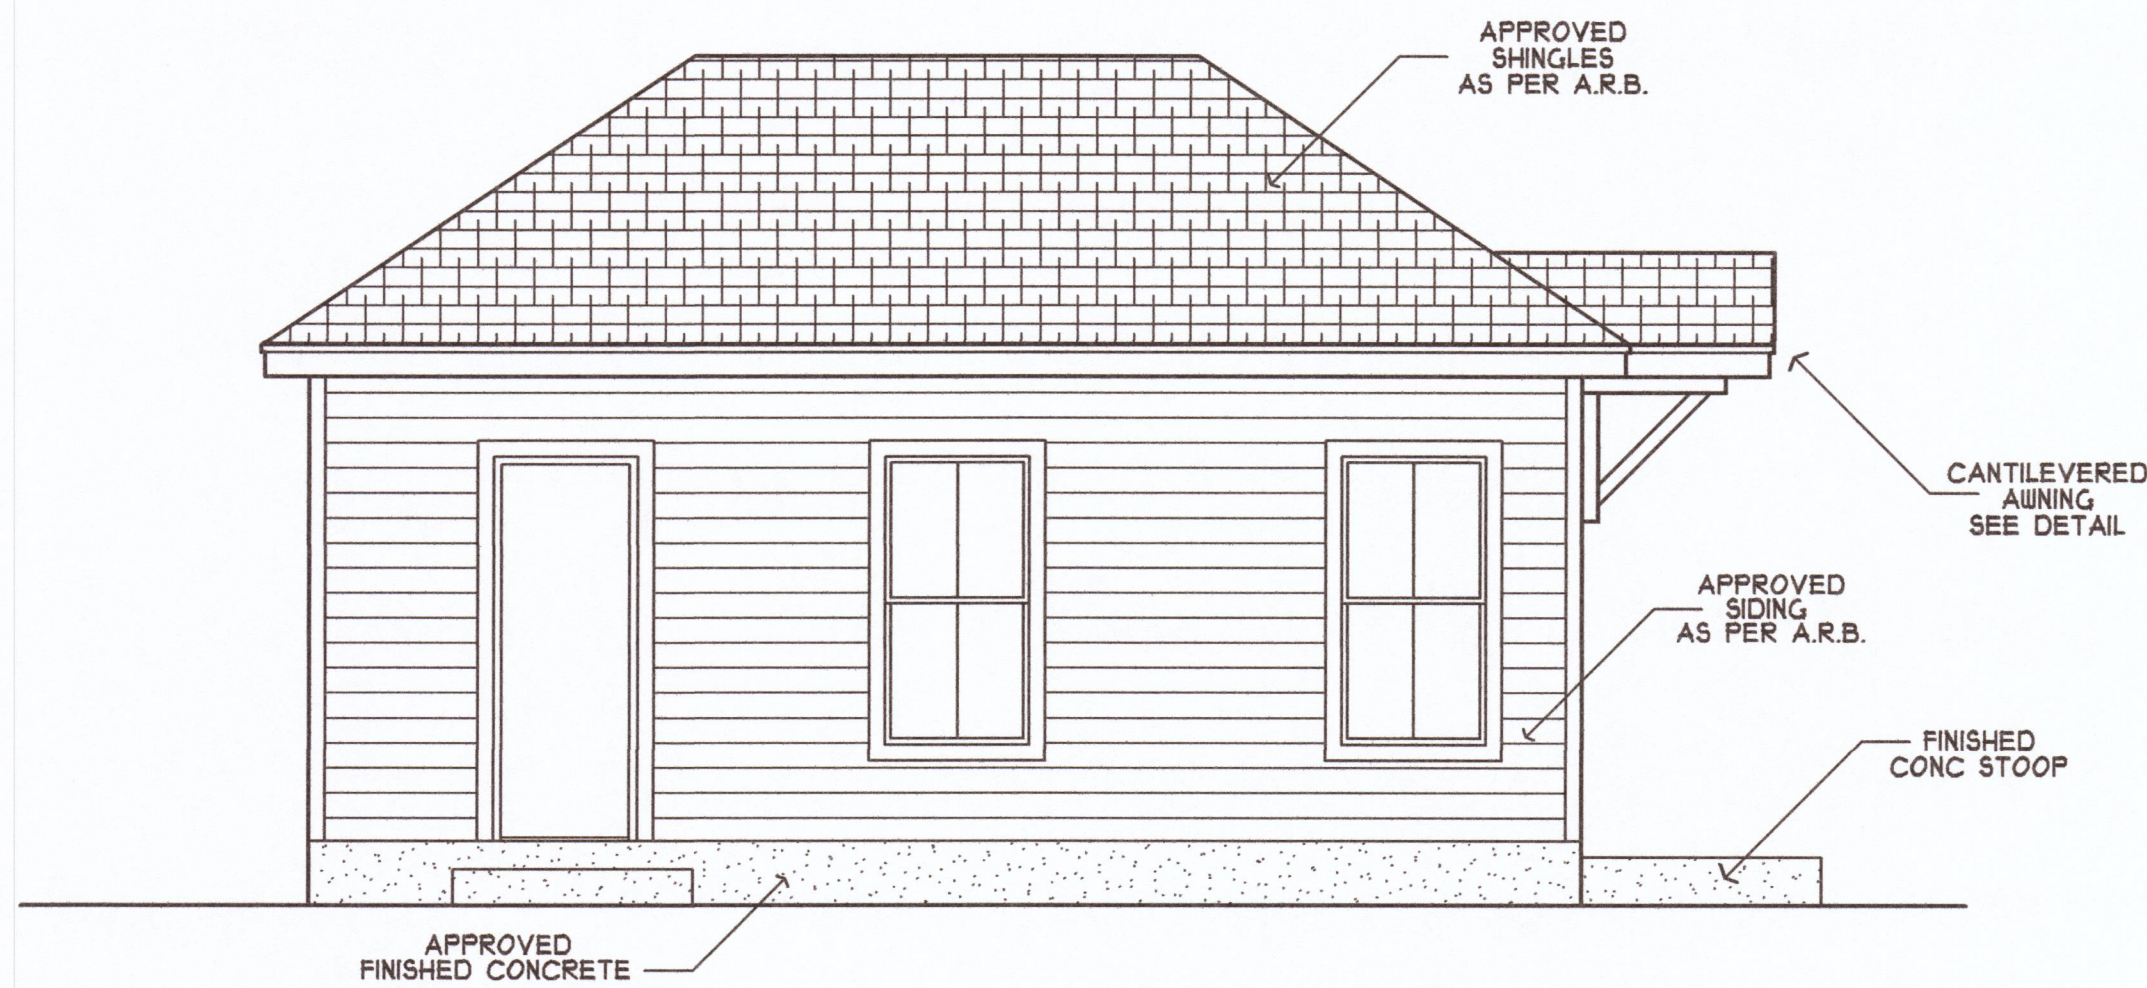 APPROVED
SHINGLES
AS PER A.R.B.
CANTILEVERED
AWNING
SEE DETAIL
APPROVED
SIDING
AS PER A.R.B.
FINISHED
CONC STOOP
APPROVED
FINISHED CONCRETE